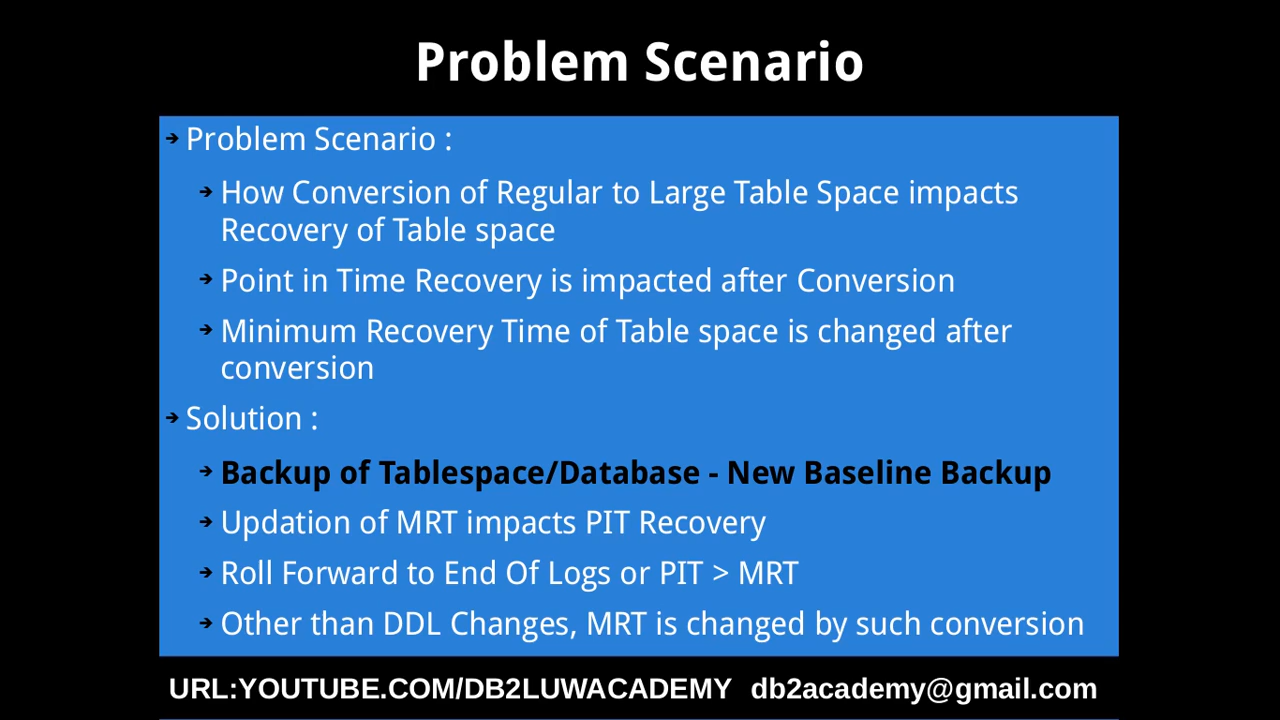 Problem Scenario
➔ Problem Scenario :
➔ How Conversion of Regular to Large Table Space impacts
Recovery of Table space
➔ Point in Time Recovery is impacted after Conversion
➔ Minimum Recovery Time of Table space is changed after
conversion
➔ Solution :
➔ Backup of Tablespace/Database - New Baseline Backup
➔ Updation of MRT impacts PIT Recovery
➔ Roll Forward to End Of Logs or PIT > MRT
➔ Other than DDL Changes, MRT is changed by such conversion
URL:YOUTUBE.COM/DB2LUWACADEMY db2academy@gmail.com